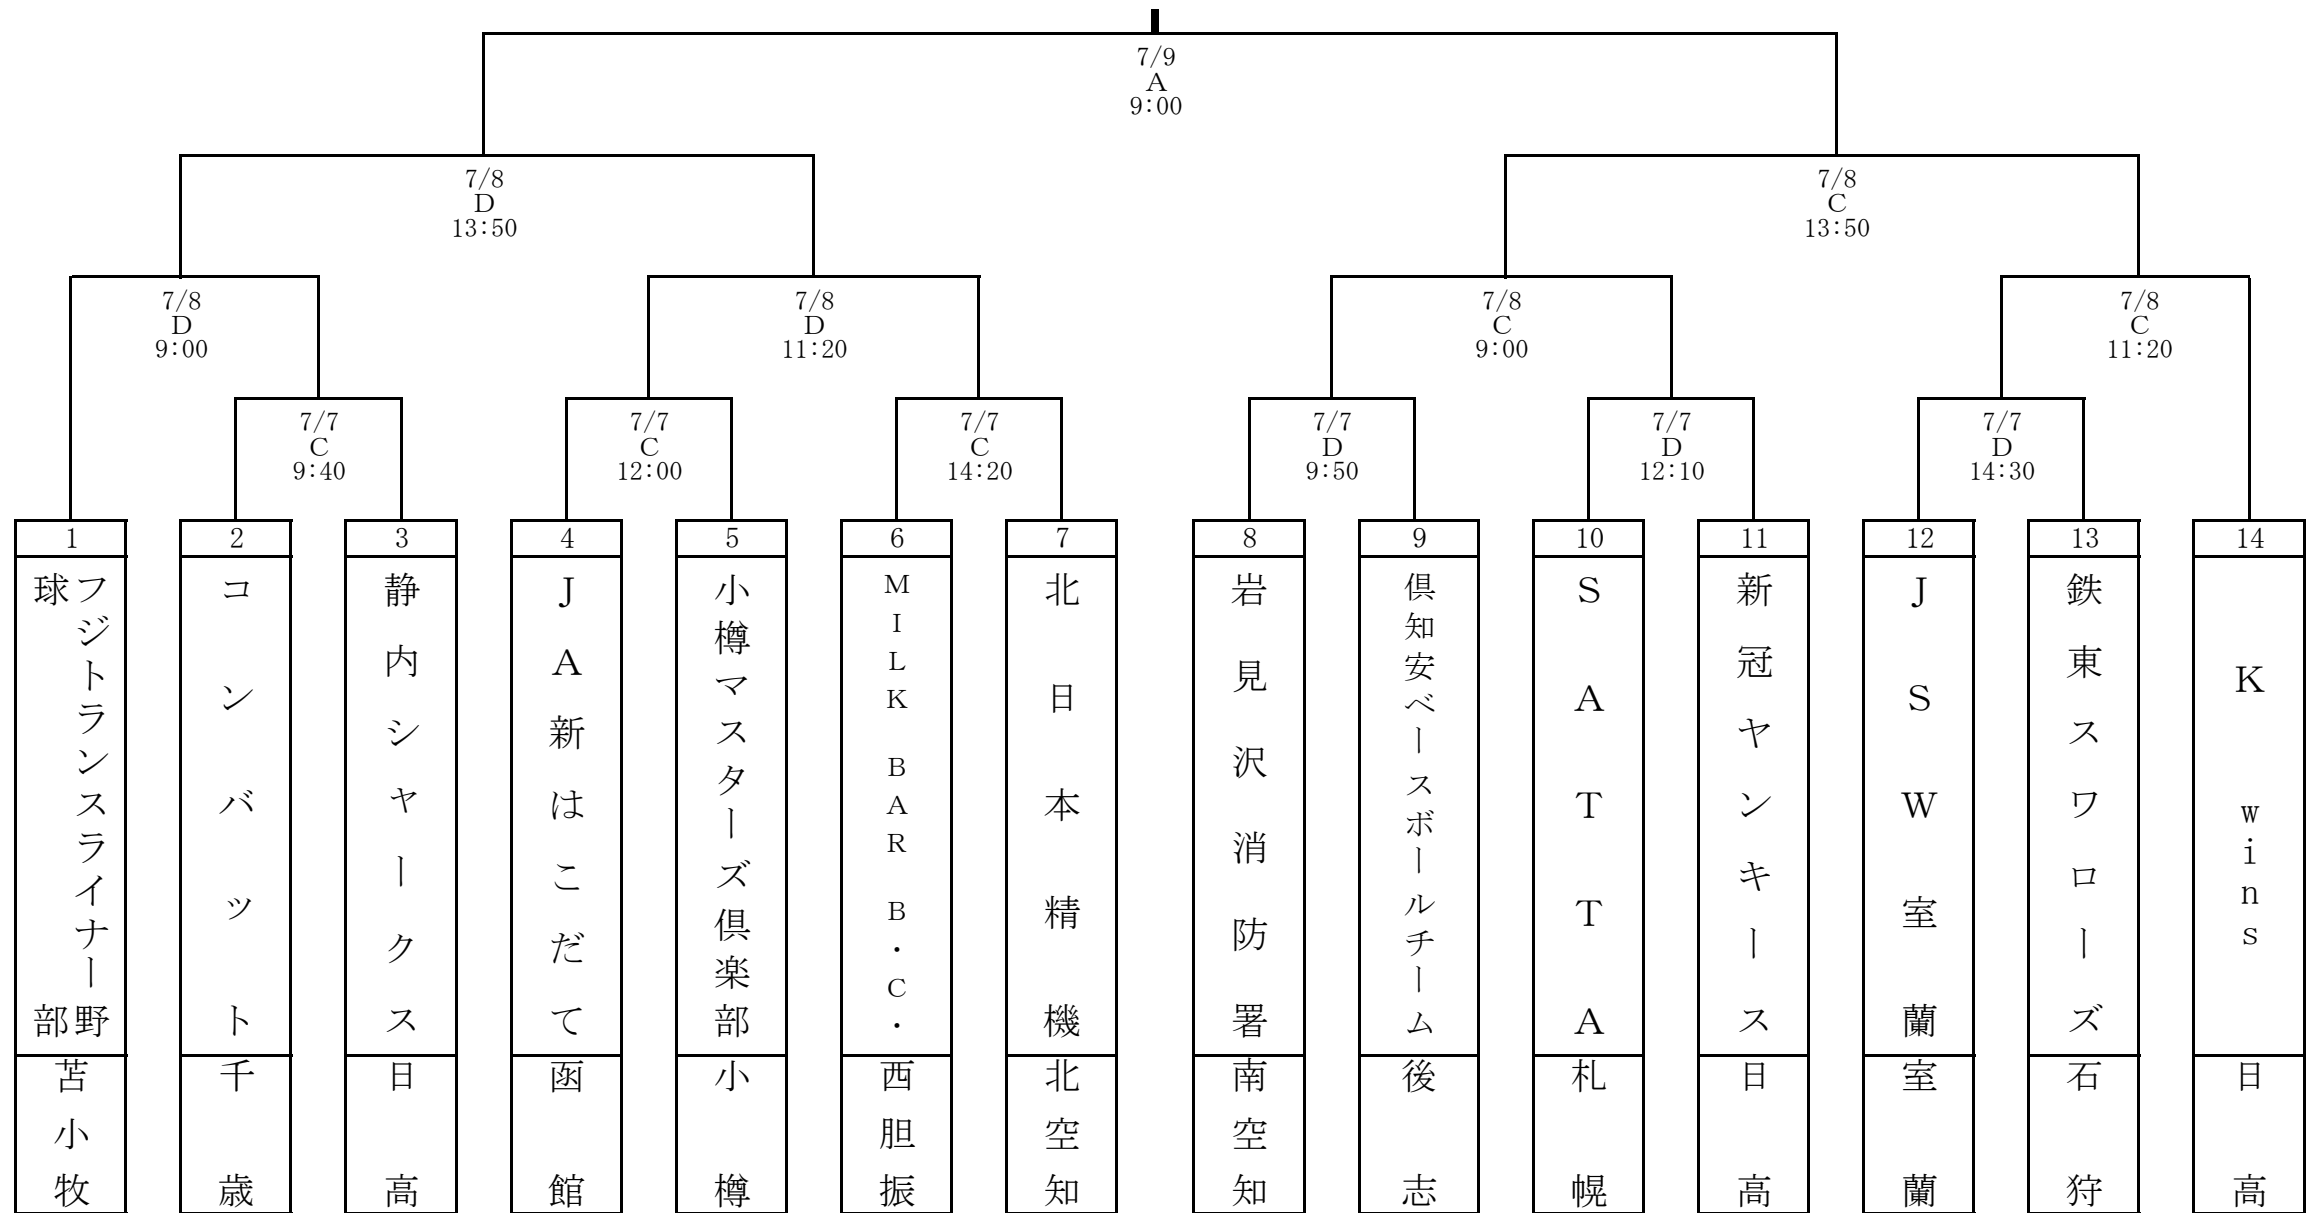 7/9
A
9:00
7/8
D
13:50
7/8
C
13:50
7/8
D
9:00
7/8
D
11:20
7/8
C
9:00
7/8
C
11:20
7/7
C
9:40
7/7
C
12:00
7/7
C
14:20
7/7
D
9:50
7/7
D
12:10
7/7
D
14:30
1
フジトランスライナー野
球部
苫小牧
2
コンバット
千歳
3
静内シャークス
日高
4
JA新はこだて
函館
5
小樽マスターズ倶楽部
小樽
6
MILK BAR B・C・
西胆振
7
北日本精機
北空知
8
岩見沢消防署
南空知
9
倶知安ベースボールチーム
後志
10
SATTA
札幌
11
新冠ヤンキース
日高
12
JSW室蘭
室蘭
13
鉄東スワローズ
石狩
14
K wins
日高